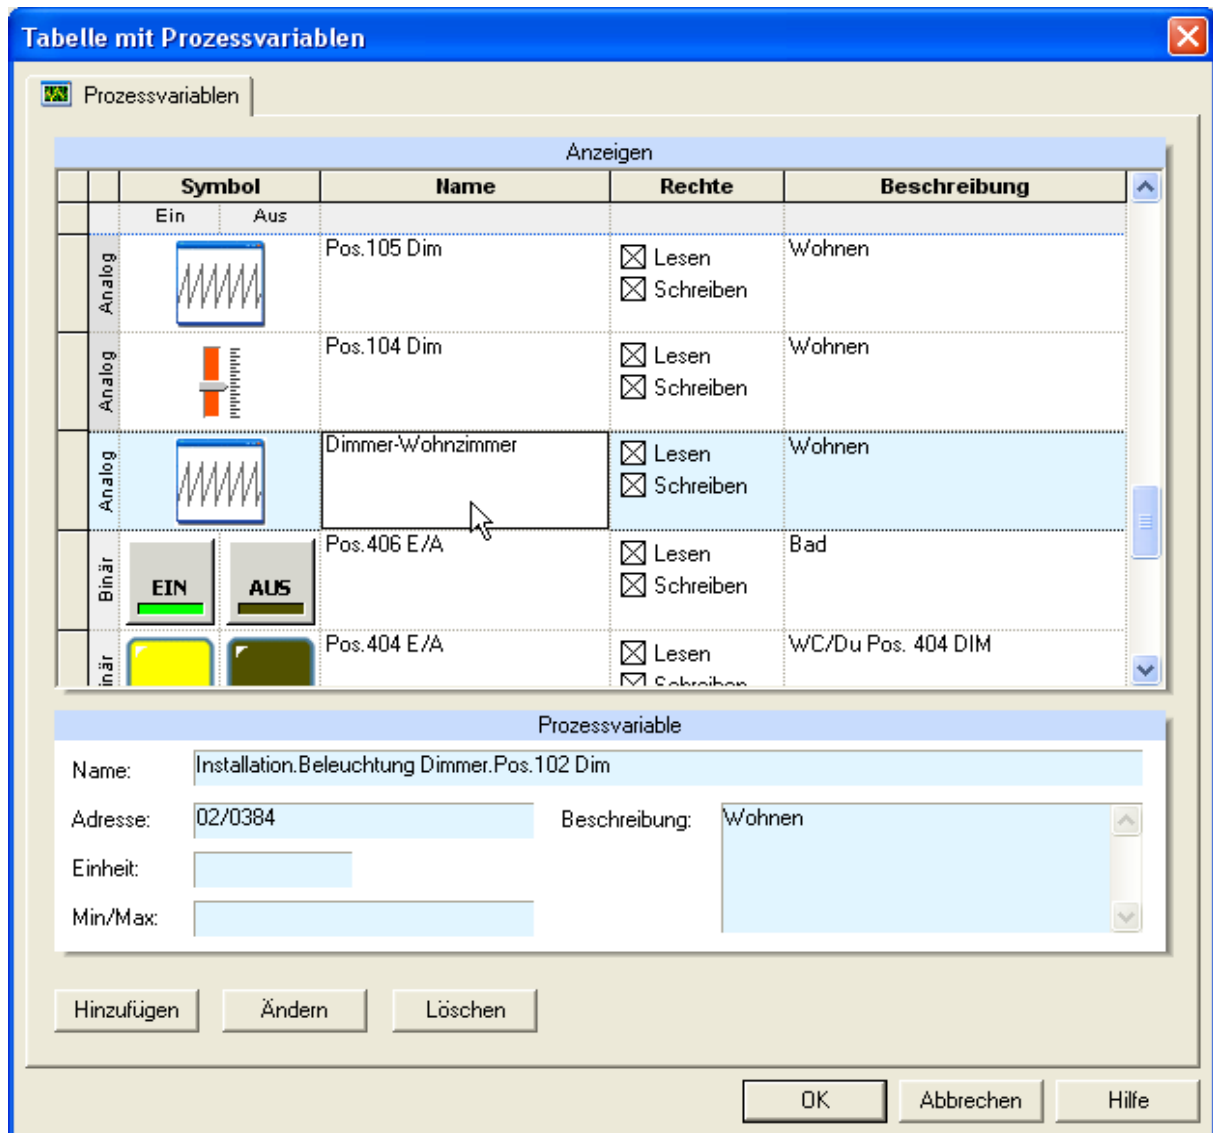 Tabelle mit Prozessvariablen
Prozessvariablen
Anzeigen
Symbol Name Rechte Beschreibung
Ein Aus
Analog Pos.105 Dim Lesen Wohnen
Schreiben
Analog Pos.104 Dim Lesen Wohnen
Schreiben
Analog Dimmer-Wohnzimmer Lesen Wohnen
Schreiben
Binär EIN AUS Pos.406 E/A Lesen Bad
Schreiben
Pos.404 E/A Lesen WC/Du Pos. 404 DIM
Schreiben
Prozessvariable
Name: Installation.Beleuchtung Dimmer.Pos.102 Dim
Adresse: 02/0384 Beschreibung: Wohnen
Einheit:
Min/Max:
Hinzufügen Ändern Löschen
OK Abbrechen Hilfe